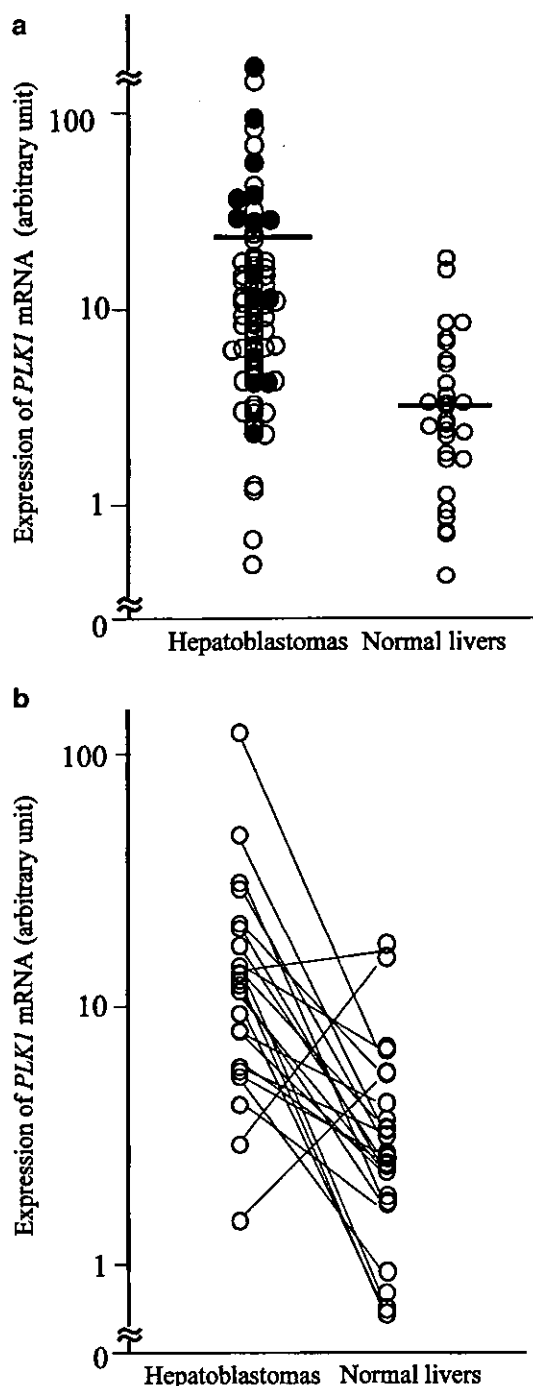 a
Expression of PLK1 mRNA (arbitrary unit)
100
10
1
0
Hepatoblastomas Normal livers
b
Expression of PLK1 mRNA (arbitrary unit)
100
10
1
0
Hepatoblastomas Normal livers